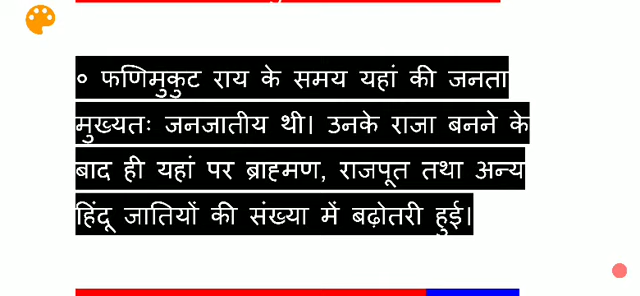 ० फणिमुकुट राय के समय यहां की जनता
मुख्यतः जनजातीय थी। उनके राजा बनने के
बाद ही यहां पर ब्राह्मण, राजपूत तथा अन्य
हिंदू जातियों की संख्या में बढ़ोतरी हुई।